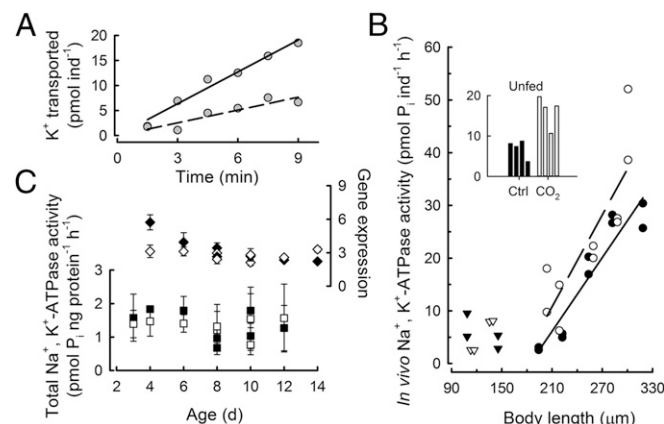 A
K⁺ transported
(pmol ind⁻¹)
20
15
10
5
0
0
3
6
9
Time (min)
B
In vivo Na⁺, K⁺-ATPase activity (pmol Pᵢ ind⁻¹ h⁻¹)
60
50
40
30
20
10
0
90
150
210
270
330
Body length (µm)
Unfed
20
10
0
Ctrl
CO₂
C
Total Na⁺, K⁺-ATPase activity
(pmol Pᵢ ng protein⁻¹ h⁻¹)
3
2
1
0
2
4
6
8
10
12
14
Age (d)
Gene expression
9
6
3
0